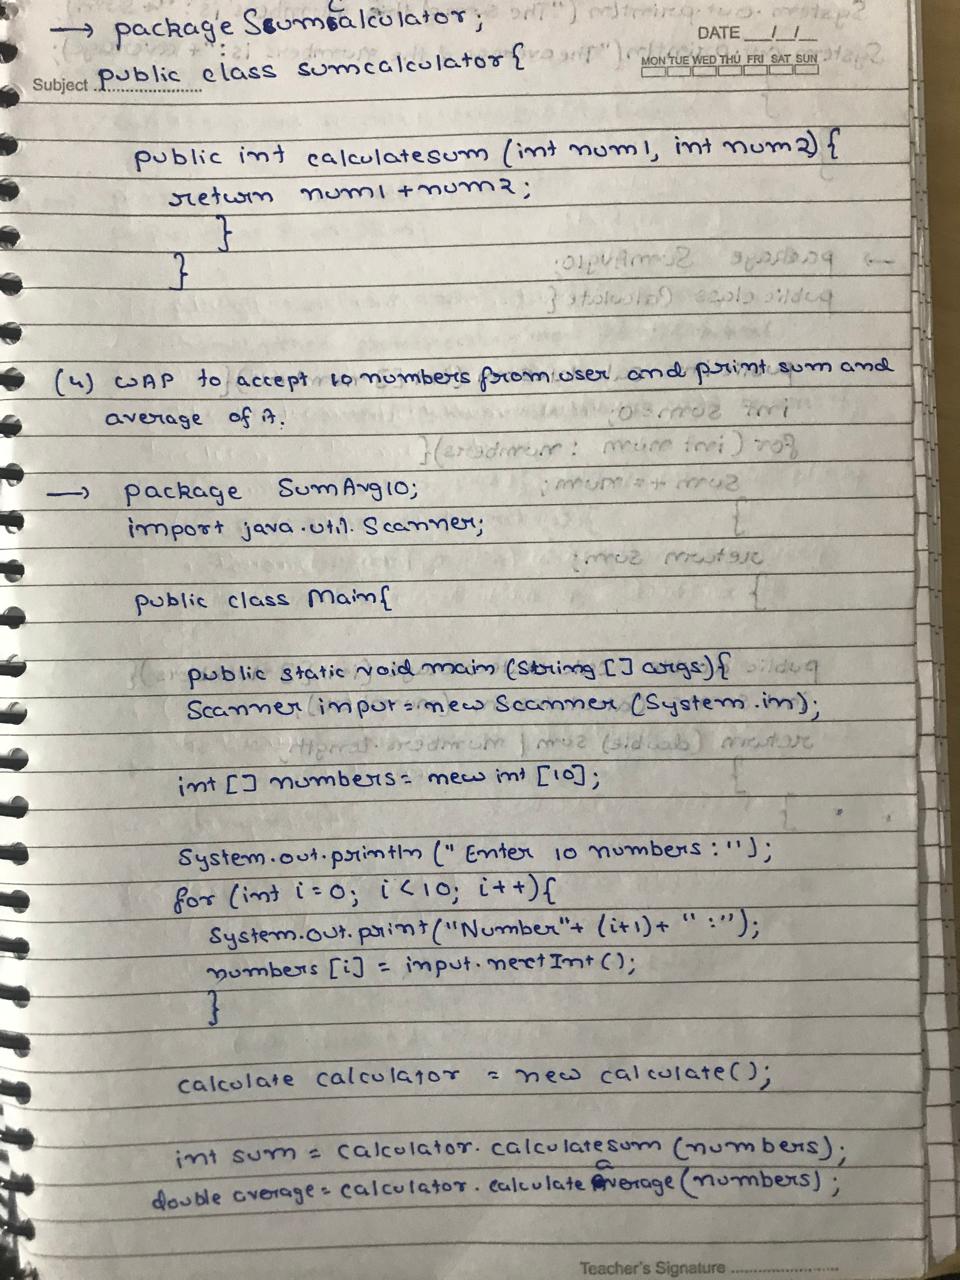 → package Sumcalculator;
DATE __/__/__
MON TUE WED THU FRI SAT SUN
Subject public class sumcalculator{
public int calculatesum (int num1, int num2) {
return num1 + num2;
}
}
(4) WAP to accept 10 numbers from user and print sum and
average of it.
→ package SumAvg10;
import java.util.Scanner;
public class Main{
public static void main (String [] args){
Scanner input = new Scanner (System.in);
int [] numbers = new int [10];
System.out.println (" Enter 10 numbers : ");
for (int i = 0; i < 10; i++){
System.out.print ("Number"+ (i+1)+ " :");
numbers [i] = input.nextInt ();
}
calculate calculator = new calculate();
int sum = calculator. calculatesum (numbers);
double average = calculator. calculate average (numbers);
Teacher's Signature